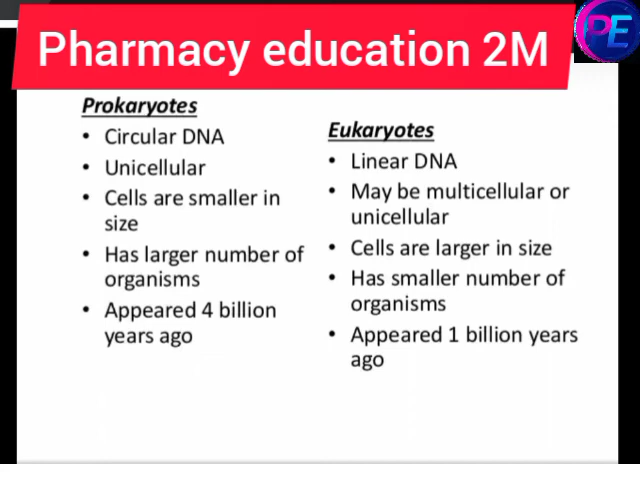 Pharmacy education 2M
PE
Prokaryotes
• Circular DNA
• Unicellular
• Cells are smaller in
size
• Has larger number of
organisms
• Appeared 4 billion
years ago
Eukaryotes
• Linear DNA
• May be multicellular or
unicellular
• Cells are larger in size
• Has smaller number of
organisms
• Appeared 1 billion years
ago